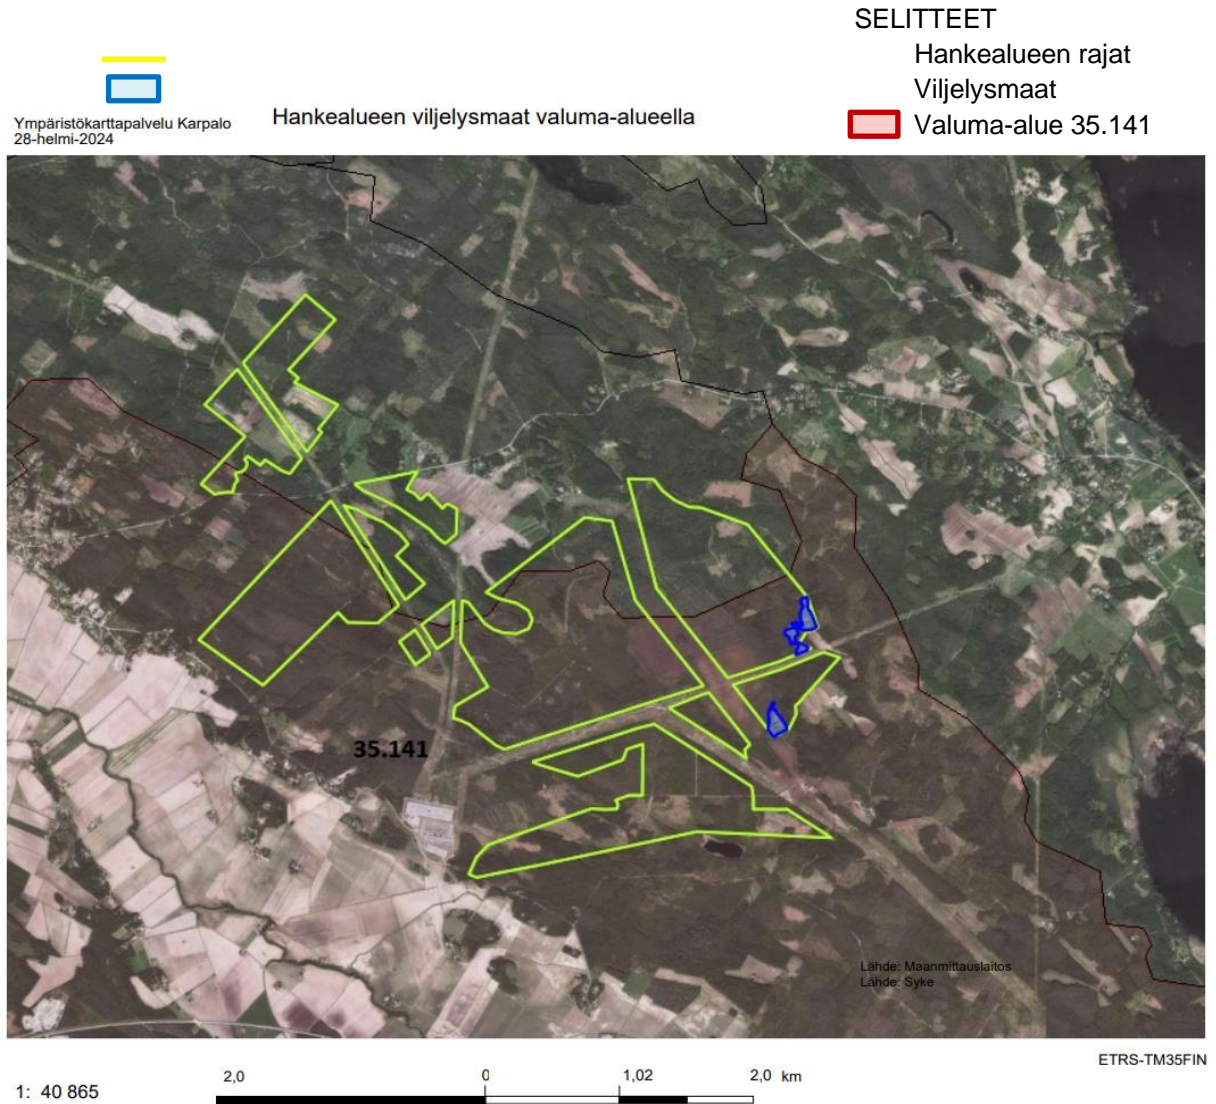 SELITTEET
Hankealueen rajat
Viljelysmaat
Valuma-alue 35.141
Ympäristökarttapalvelu Karpalo
28-helmi-2024
Hankealueen viljelysmaat valuma-alueella
35.141
Lähde: Maanmittauslaitos
Lähde: Syke
ETRS-TM35FIN
1: 40 865
2,0 0 1,02 2,0 km